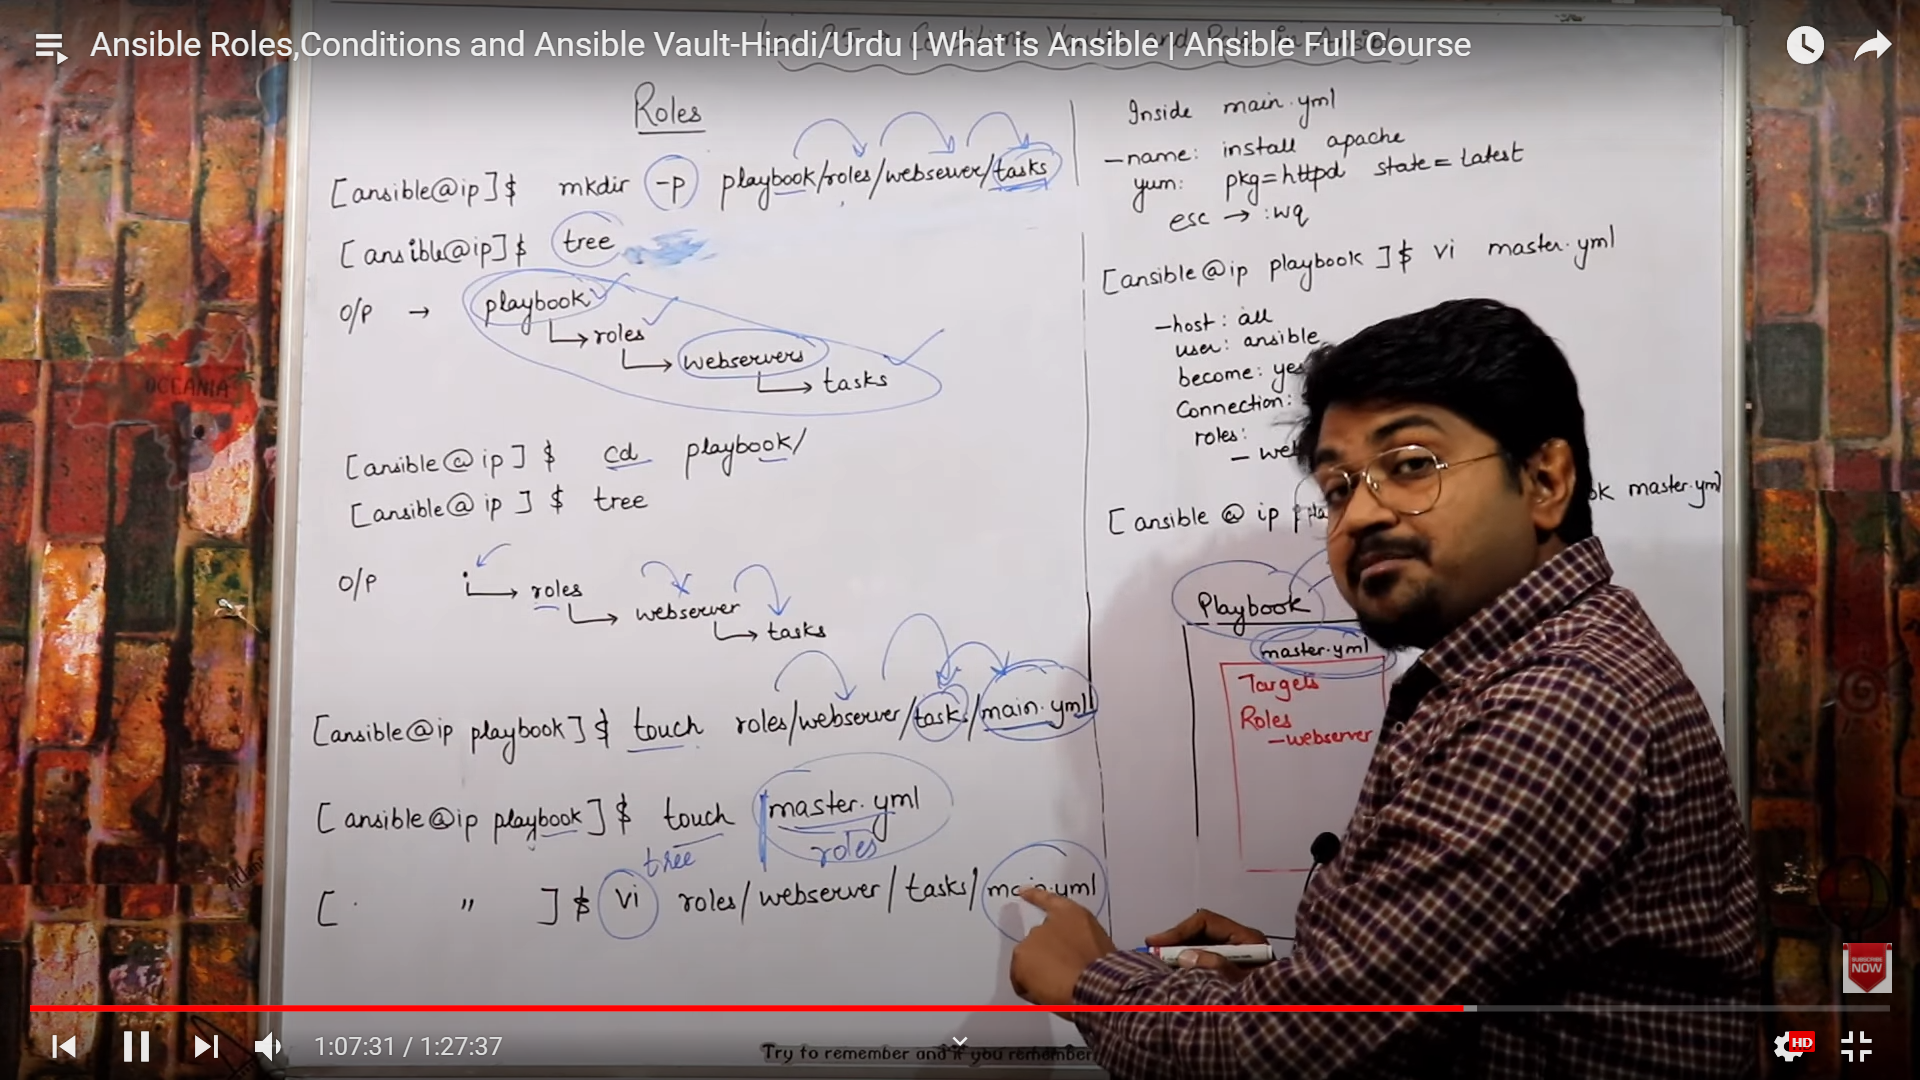 Ansible Roles,Conditions and Ansible Vault-Hindi/Urdu | What is Ansible | Ansible Full Course
Roles
[ansible@ip]$ mkdir -p playbook/roles/webserver/tasks
[ansible@ip]$ tree
O/P → playbook
roles
webservers
tasks
[ansible@ip]$ cd playbook/
[ansible@ip]$ tree
O/P .
roles
webserver
tasks
[ansible@ip playbook]$ touch roles/webserver/tasks/main.yml
[ansible@ip playbook]$ touch master.yml
tree roles
[ " ]$ vi roles/webserver/tasks/main.yml
Inside main.yml
-name: install apache
yum: pkg=httpd state=latest
esc → :wq
[ansible@ip playbook]$ vi master.yml
-host: all
user: ansible
become: yes
Connection:
roles:
- web
[ansible@ip master.yml
Playbook
master.yml
Targets
Roles
-webserver
OCEANIA
SUBSCRIBE
NOW
1:07:31 / 1:27:37
HD
Try to remember and if you remember